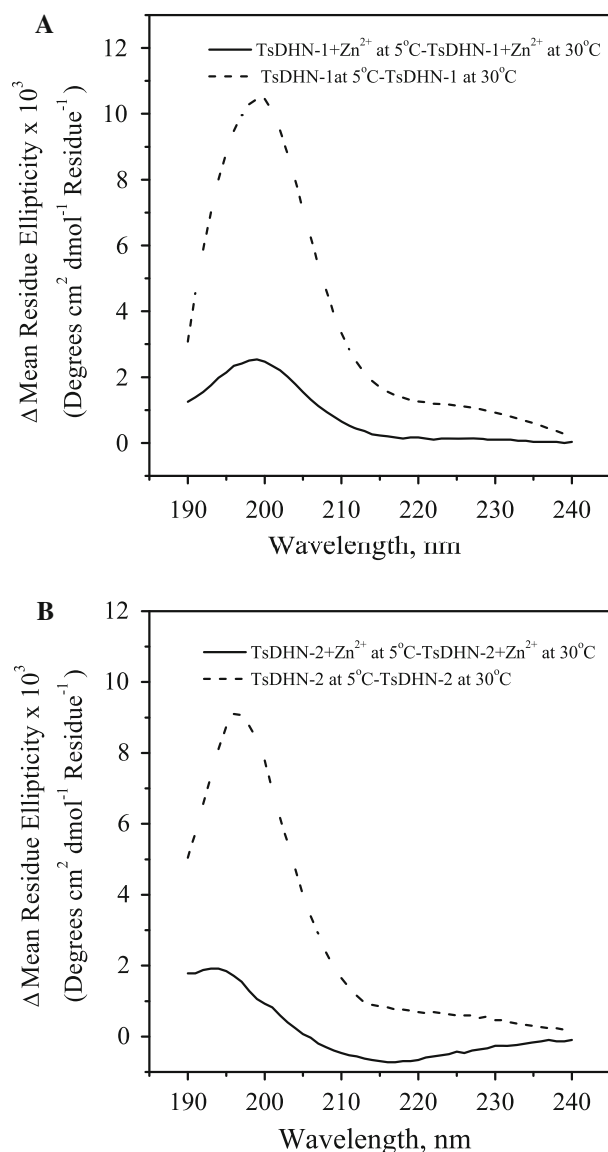 A
12
10
8
6
4
2
0
Δ Mean Residue Ellipticity x 10³
(Degrees cm² dmol⁻¹ Residue⁻¹)
TsDHN-1+Zn²⁺ at 5°C-TsDHN-1+Zn²⁺ at 30°C
TsDHN-1at 5°C-TsDHN-1 at 30°C
190 200 210 220 230 240
Wavelength, nm
B
12
10
8
6
4
2
0
Δ Mean Residue Ellipticity x 10³
(Degrees cm² dmol⁻¹ Residue⁻¹)
TsDHN-2+Zn²⁺ at 5°C-TsDHN-2+Zn²⁺ at 30°C
TsDHN-2 at 5°C-TsDHN-2 at 30°C
190 200 210 220 230 240
Wavelength, nm